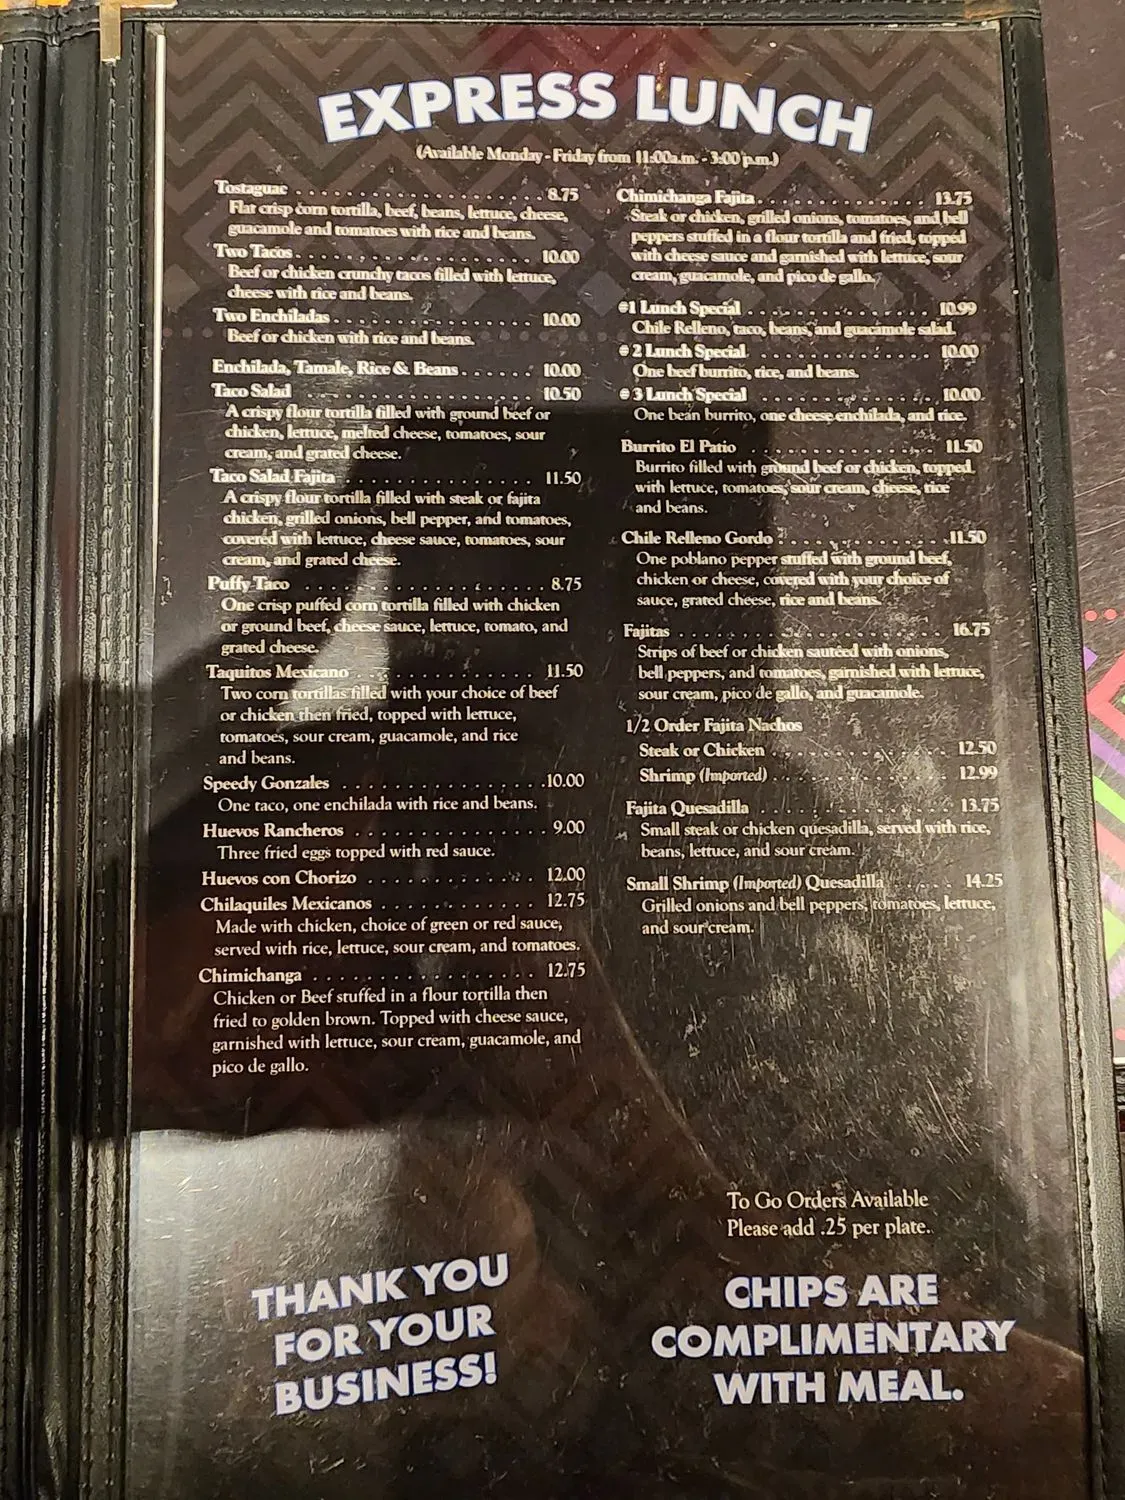 EXPRESS LUNCH
(Available Monday - Friday from 11:00a.m. - 3:00 p.m.)
Tostaguac . . . . . . . . . . . . . . . . . . . . 8.75
Flat crisp corn tortilla, beef, beans, lettuce, cheese,
guacamole and tomatoes with rice and beans.
Two Tacos . . . . . . . . . . . . . . . . . . . 10.00
Beef or chicken crunchy tacos filled with lettuce,
cheese with rice and beans.
Two Enchiladas . . . . . . . . . . . . . . . . 10.00
Beef or chicken with rice and beans.
Enchilada, Tamale, Rice & Beans . . . . . . 10.00
Taco Salad . . . . . . . . . . . . . . . . . . 10.50
A crispy flour tortilla filled with ground beef or
chicken, lettuce, melted cheese, tomatoes, sour
cream, and grated cheese.
Taco Salad Fajita . . . . . . . . . . . . . . . 11.50
A crispy flour tortilla filled with steak or fajita
chicken, grilled onions, bell pepper, and tomatoes,
covered with lettuce, cheese sauce, tomatoes, sour
cream, and grated cheese.
Puffy Taco . . . . . . . . . . . . . . . . . . 8.75
One crisp puffed corn tortilla filled with chicken
or ground beef, cheese sauce, lettuce, tomato, and
grated cheese.
Taquitos Mexicano . . . . . . . . . . . . . . 11.50
Two corn tortillas filled with your choice of beef
or chicken then fried, topped with lettuce,
tomatoes, sour cream, guacamole, and rice
and beans.
Speedy Gonzales . . . . . . . . . . . . . . . 10.00
One taco, one enchilada with rice and beans.
Huevos Rancheros . . . . . . . . . . . . . . . 9.00
Three fried eggs topped with red sauce.
Huevos con Chorizo . . . . . . . . . . . . . 12.00
Chilaquiles Mexicanos . . . . . . . . . . . . 12.75
Made with chicken, choice of green or red sauce,
served with rice, lettuce, sour cream, and tomatoes.
Chimichanga . . . . . . . . . . . . . . . . . 12.75
Chicken or Beef stuffed in a flour tortilla then
fried to golden brown. Topped with cheese sauce,
garnished with lettuce, sour cream, guacamole, and
pico de gallo.
Chimichanga Fajita . . . . . . . . . . . . . . 13.75
Steak or chicken, grilled onions, tomatoes, and bell
peppers stuffed in a flour tortilla and fried, topped
with cheese sauce and garnished with lettuce, sour
cream, guacamole, and pico de gallo.
#1 Lunch Special . . . . . . . . . . . . . . . 10.99
Chile Relleno, taco, beans, and guacamole salad.
# 2 Lunch Special . . . . . . . . . . . . . . 10.00
One beef burrito, rice, and beans.
# 3 Lunch Special . . . . . . . . . . . . . . 10.00
One bean burrito, one cheese enchilada, and rice.
Burrito El Patio . . . . . . . . . . . . . . . 11.50
Burrito filled with ground beef or chicken, topped
with lettuce, tomatoes, sour cream, cheese, rice
and beans.
Chile Relleno Gordo . . . . . . . . . . . . . 11.50
One poblano pepper stuffed with ground beef,
chicken or cheese, covered with your choice of
sauce, grated cheese, rice and beans.
Fajitas . . . . . . . . . . . . . . . . . . . . 16.75
Strips of beef or chicken sautéed with onions,
bell peppers, and tomatoes, garnished with lettuce,
sour cream, pico de gallo, and guacamole.
1/2 Order Fajita Nachos
Steak or Chicken . . . . . . . . . . . . . . 12.50
Shrimp (Imported) . . . . . . . . . . . . . . 12.99
Fajita Quesadilla . . . . . . . . . . . . . . 13.75
Small steak or chicken quesadilla, served with rice,
beans, lettuce, and sour cream.
Small Shrimp (Imported) Quesadilla . . . . . 14.25
Grilled onions and bell peppers, tomatoes, lettuce,
and sour cream.
To Go Orders Available
Please add .25 per plate.
THANK YOU
FOR YOUR
BUSINESS!
CHIPS ARE
COMPLIMENTARY
WITH MEAL.